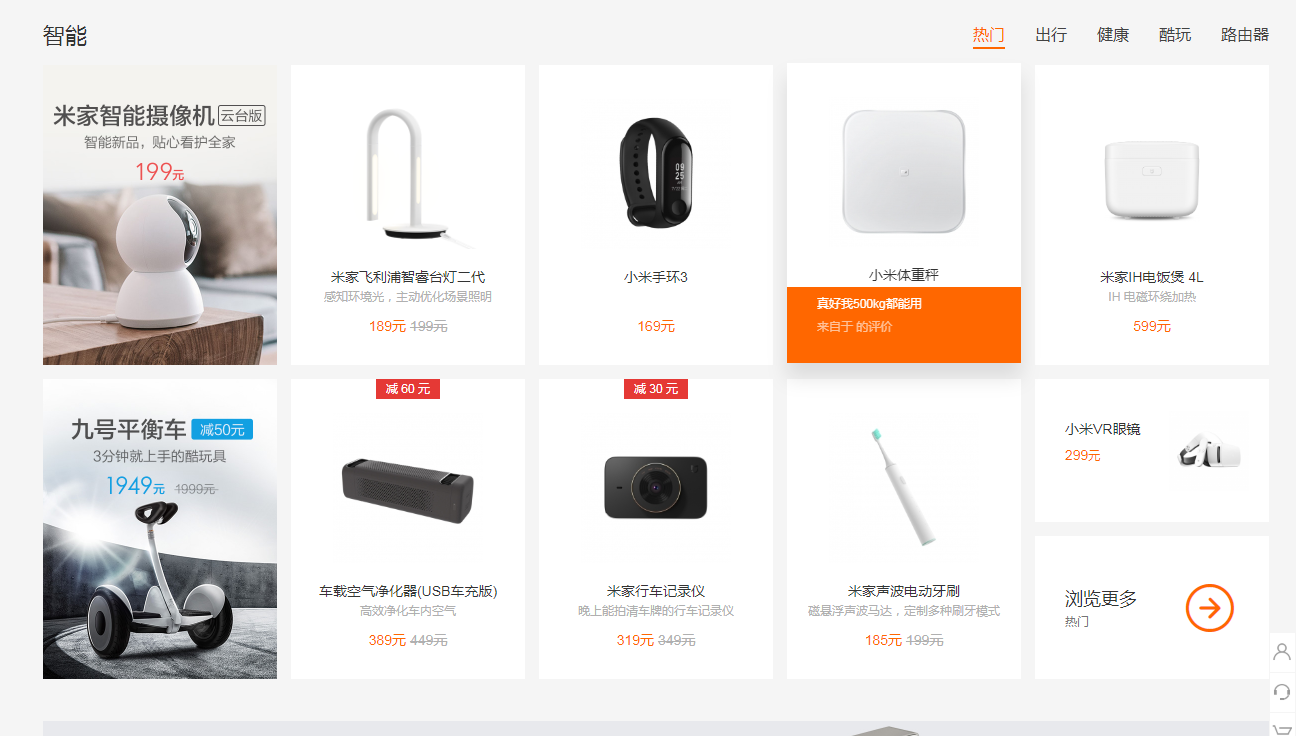 智能
热门 出行 健康 酷玩 路由器
米家智能摄像机 云台版
智能新品，贴心看护全家
199元
米家飞利浦智睿台灯二代
感知环境光，主动优化场景照明
189元 199元
09
25
小米手环3
169元
小米体重秤
真好我500kg都能用
来自于 的评价
米家IH电饭煲 4L
IH 电磁环绕加热
599元
九号平衡车 减50元
3分钟就上手的酷玩具
1949元 1999元
减 60 元
车载空气净化器(USB车充版)
高效净化车内空气
389元 449元
减 30 元
米家行车记录仪
晚上能拍清车牌的行车记录仪
319元 349元
米家声波电动牙刷
磁悬浮声波马达，定制多种刷牙模式
185元 199元
小米VR眼镜
299元
浏览更多
热门